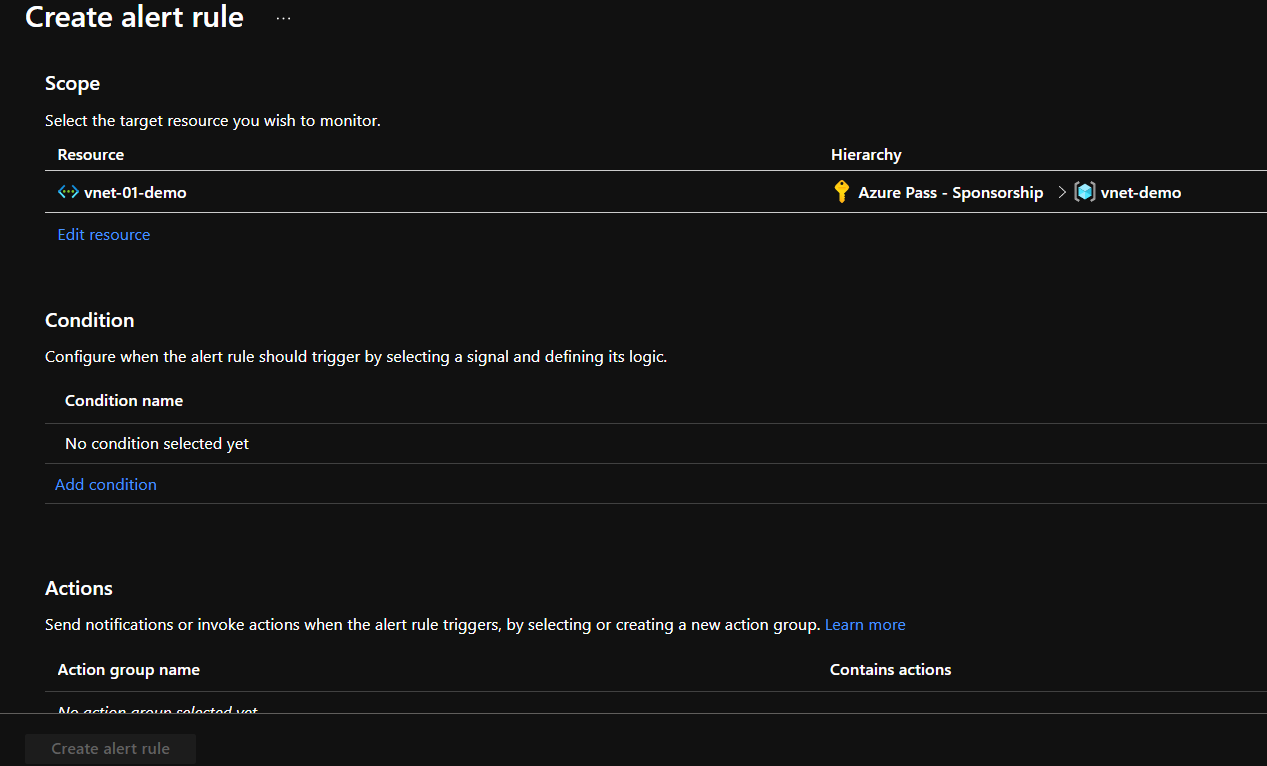 Create alert rule ...
Scope
Select the target resource you wish to monitor.
Resource Hierarchy
vnet-01-demo Azure Pass - Sponsorship > vnet-demo
Edit resource
Condition
Configure when the alert rule should trigger by selecting a signal and defining its logic.
Condition name
No condition selected yet
Add condition
Actions
Send notifications or invoke actions when the alert rule triggers, by selecting or creating a new action group. Learn more
Action group name Contains actions
No action group selected yet
Create alert rule